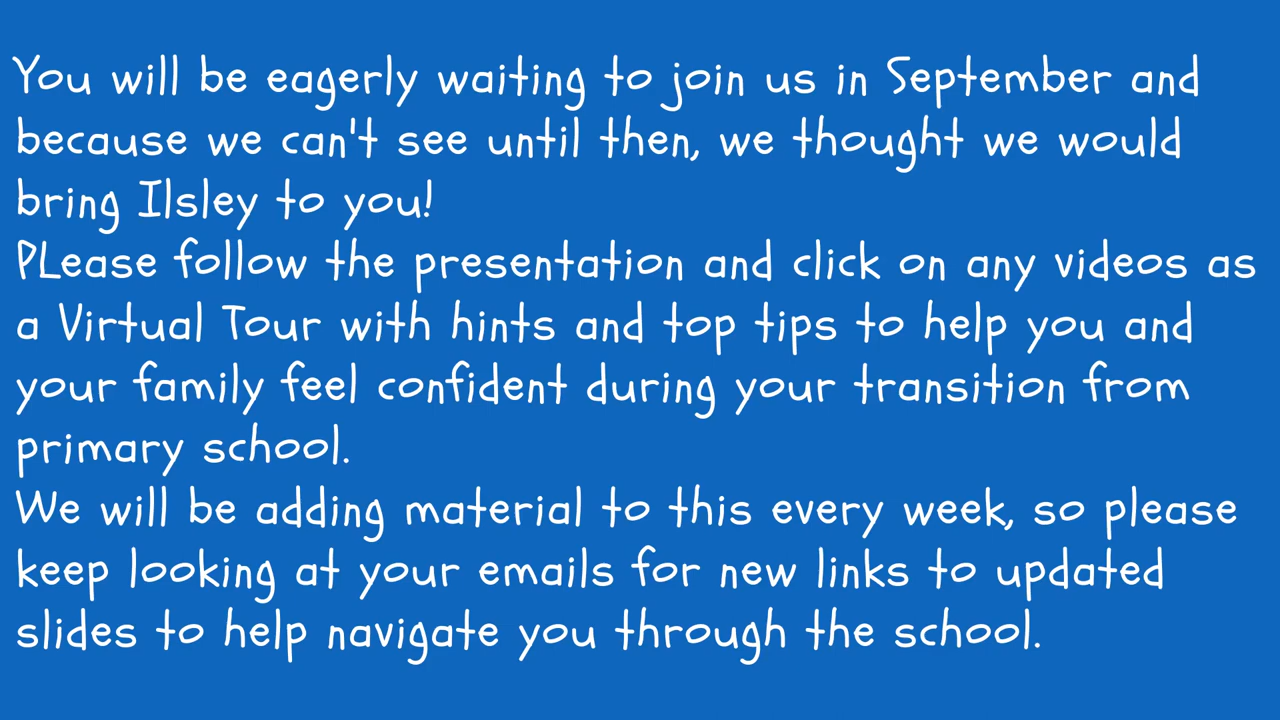 You will be eagerly waiting to join us in September and
because we can't see until then, we thought we would
bring Ilsley to you!
PLease follow the presentation and click on any videos as
a Virtual Tour with hints and top tips to help you and
your family feel confident during your transition from
primary school.
We will be adding material to this every week, so please
keep looking at your emails for new links to updated
slides to help navigate you through the school.